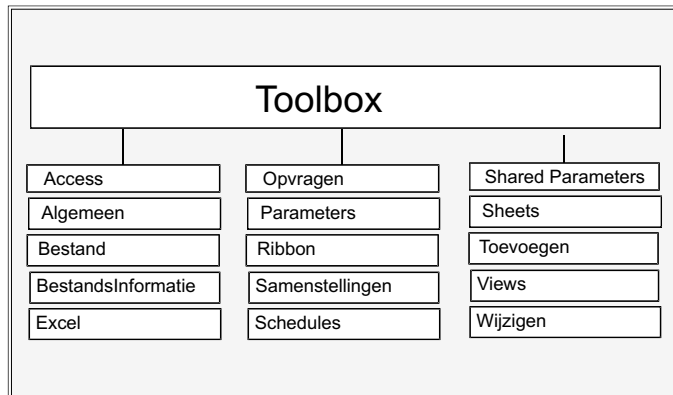 Toolbox
Access
Algemeen
Bestand
BestandsInformatie
Excel
Opvragen
Parameters
Ribbon
Samenstellingen
Schedules
Shared Parameters
Sheets
Toevoegen
Views
Wijzigen